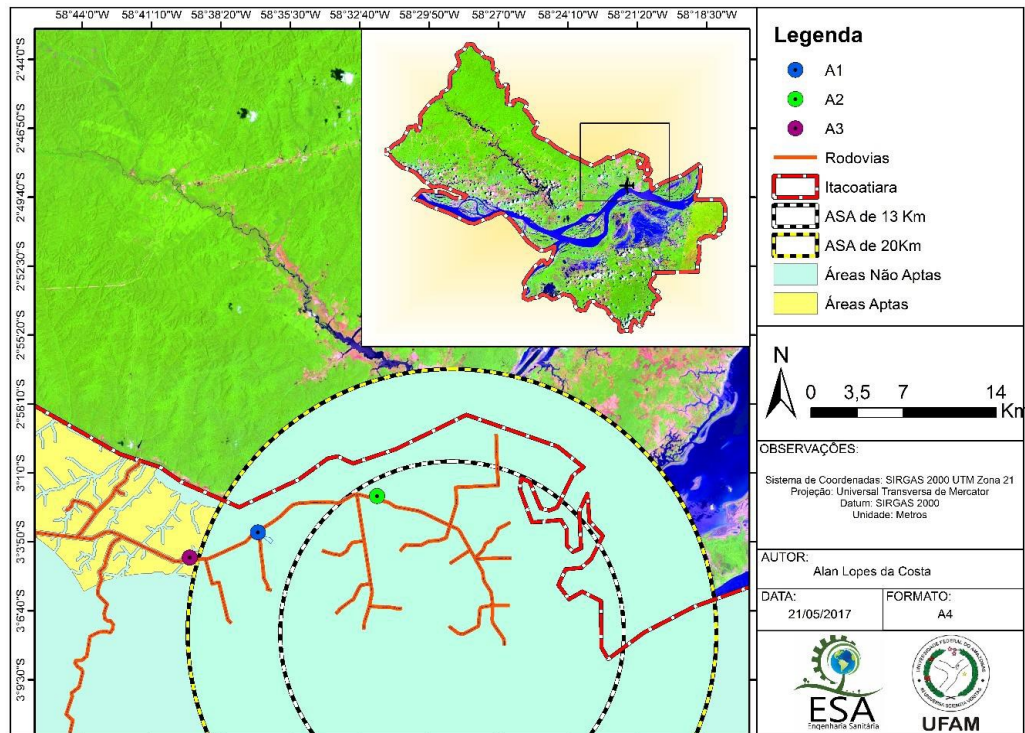 58°44'0"W 58°41'10"W 58°38'20"W 58°35'30"W 58°32'40"W 58°29'50"W 58°27'0"W 58°24'10"W 58°21'20"W 58°18'30"W
2°44'0"S
2°46'50"S
2°49'40"S
2°52'30"S
2°55'20"S
2°58'10"S
3°1'0"S
3°3'50"S
3°6'40"S
3°9'30"S
Legenda
A1
A2
A3
Rodovias
Itacoatiara
ASA de 13 Km
ASA de 20Km
Áreas Não Aptas
Áreas Aptas
N
0 3,5 7 14
Km
OBSERVAÇÕES:
Sistema de Coordenadas: SIRGAS 2000 UTM Zona 21
Projeção: Universal Transversa de Mercator
Datum: SIRGAS 2000
Unidade: Metros
AUTOR:
Alan Lopes da Costa
DATA:
21/05/2017
FORMATO:
A4
ESA
Engenharia Sanitária
UFAM